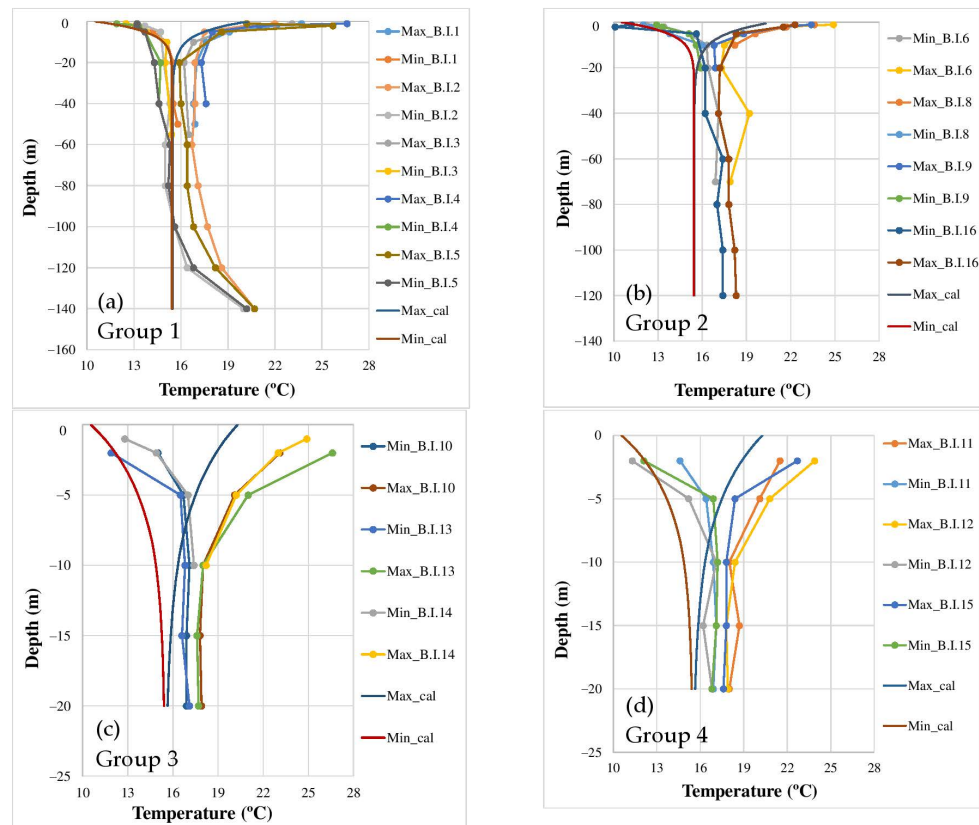 0
−20
−40
−60
−80
−100
−120
−140
−160
Depth (m)
10
13
16
19
22
25
28
Temperature (ºC)
(a)
Group 1
Max_B.I.1
Min_B.I.1
Max_B.I.2
Min_B.I.2
Max_B.I.3
Min_B.I.3
Max_B.I.4
Min_B.I.4
Max_B.I.5
Min_B.I.5
Max_cal
Min_cal
0
−20
−40
−60
−80
−100
−120
−140
Depth (m)
10
13
16
19
22
25
28
Temperature (ºC)
(b)
Group 2
Min_B.I.6
Max_B.I.6
Max_B.I.8
Min_B.I.8
Max_B.I.9
Min_B.I.9
Min_B.I.16
Max_B.I.16
Max_cal
Min_cal
0
−5
−10
−15
−20
−25
Depth (m)
10
13
16
19
22
25
28
Temperature (ºC)
(c)
Group 3
Min_B.I.10
Max_B.I.10
Min_B.I.13
Max_B.I.13
Min_B.I.14
Max_B.I.14
Max_cal
Min_cal
0
−5
−10
−15
−20
−25
Depth (m)
10
13
16
19
22
25
28
Temperature (ºC)
(d)
Group 4
Max_B.I.11
Min_B.I.11
Max_B.I.12
Min_B.I.12
Max_B.I.15
Min_B.I.15
Max_cal
Min_cal